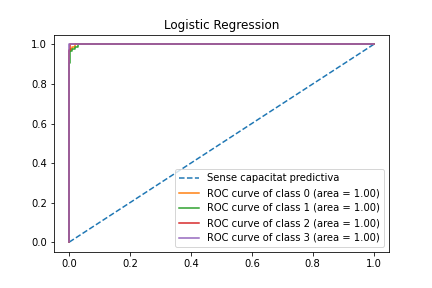 Logistic Regression
1.0
0.8
0.6
0.4
0.2
0.0
Sense capacitat predictiva
ROC curve of class 0 (area = 1.00)
ROC curve of class 1 (area = 1.00)
ROC curve of class 2 (area = 1.00)
ROC curve of class 3 (area = 1.00)
0.0 0.2 0.4 0.6 0.8 1.0